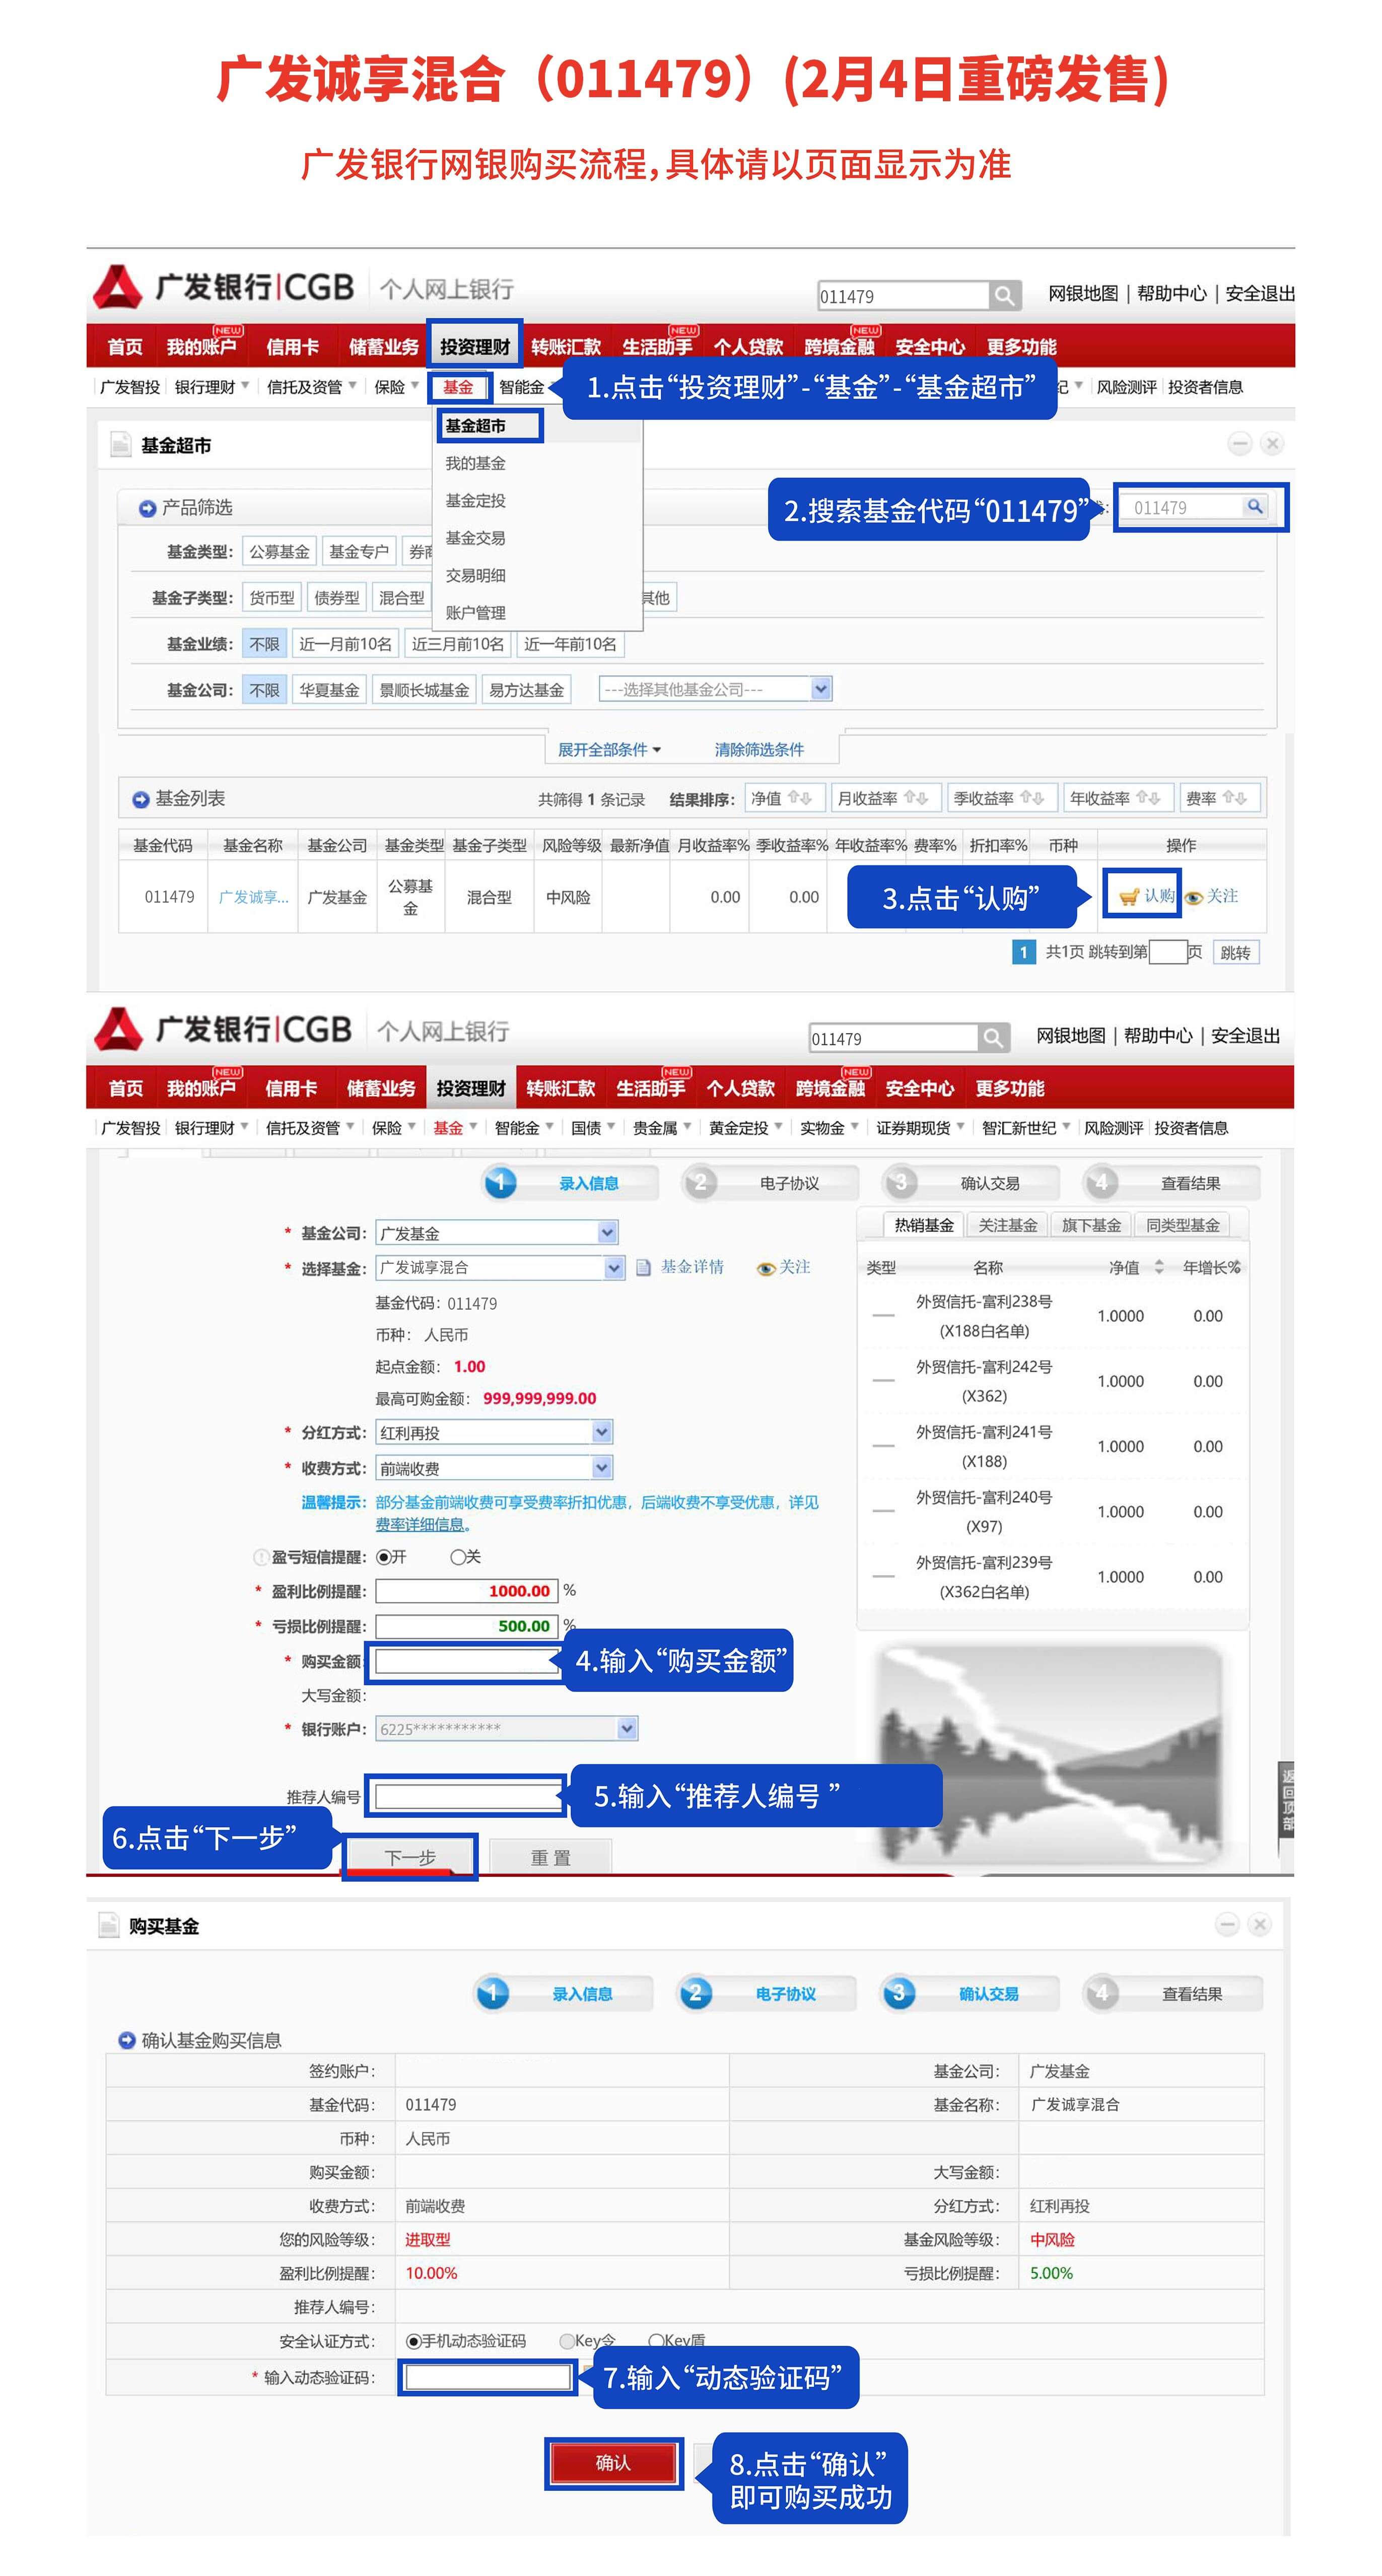 广发诚享混合（011479）(2月4日重磅发售)
广发银行网银购买流程,具体请以页面显示为准
广发银行|CGB 个人网上银行
011479
网银地图 | 帮助中心 | 安全退出
首页 我的账户 NEW 信用卡 储蓄业务 投资理财 转账汇款 生活助手 NEW 个人贷款 跨境金融 NEW 安全中心 更多功能
广发智投 银行理财 信托及资管 保险 基金 智能金
1.点击“投资理财”-“基金”-“基金超市”
纪 风险测评 投资者信息
基金超市
基金超市
我的基金
基金定投
基金交易
交易明细
账户管理
产品筛选
2.搜索基金代码“011479”
011479
基金类型: 公募基金 基金专户 券商
基金子类型: 货币型 债券型 混合型 其他
基金业绩: 不限 近一月前10名 近三月前10名 近一年前10名
基金公司: 不限 华夏基金 景顺长城基金 易方达基金 ---选择其他基金公司---
展开全部条件 清除筛选条件
基金列表 共筛得 1 条记录 结果排序: 净值 月收益率 季收益率 年收益率 费率
基金代码 基金名称 基金公司 基金类型 基金子类型 风险等级 最新净值 月收益率% 季收益率% 年收益率% 费率% 折扣率% 币种 操作
011479 广发诚享... 广发基金 公募基金 混合型 中风险 0.00 0.00
3.点击“认购”
认购 关注
1 共1页 跳转到第 页 跳转
广发银行|CGB 个人网上银行
011479
网银地图 | 帮助中心 | 安全退出
首页 我的账户 NEW 信用卡 储蓄业务 投资理财 转账汇款 生活助手 NEW 个人贷款 跨境金融 NEW 安全中心 更多功能
广发智投 银行理财 信托及资管 保险 基金 智能金 国债 贵金属 黄金定投 实物金 证券期现货 智汇新世纪 风险测评 投资者信息
1 录入信息 2 电子协议 3 确认交易 4 查看结果
* 基金公司: 广发基金
* 选择基金: 广发诚享混合 基金详情 关注
基金代码: 011479
币种: 人民币
起点金额: 1.00
最高可购金额: 999,999,999.00
* 分红方式: 红利再投
* 收费方式: 前端收费
温馨提示: 部分基金前端收费可享受费率折扣优惠，后端收费不享受优惠，详见
费率详细信息。
盈亏短信提醒: 开 关
* 盈利比例提醒: 1000.00 %
* 亏损比例提醒: 500.00 %
* 购买金额
4.输入“购买金额”
大写金额:
* 银行账户: 6225***********
推荐人编号
5.输入“推荐人编号 ”
6.点击“下一步”
下一步 重 置
热销基金 关注基金 旗下基金 同类型基金
类型 名称 净值 年增长%
— 外贸信托-富利238号 1.0000 0.00
(X188白名单)
— 外贸信托-富利242号 1.0000 0.00
(X362)
— 外贸信托-富利241号 1.0000 0.00
(X188)
— 外贸信托-富利240号 1.0000 0.00
(X97)
— 外贸信托-富利239号 1.0000 0.00
(X362白名单)
返回顶部
购买基金
1 录入信息 2 电子协议 3 确认交易 4 查看结果
确认基金购买信息
签约账户: 基金公司: 广发基金
基金代码: 011479 基金名称: 广发诚享混合
币种: 人民币
购买金额: 大写金额:
收费方式: 前端收费 分红方式: 红利再投
您的风险等级: 进取型 基金风险等级: 中风险
盈利比例提醒: 10.00% 亏损比例提醒: 5.00%
推荐人编号:
安全认证方式: 手机动态验证码 Key令 Key盾
* 输入动态验证码:
7.输入“动态验证码”
确认
8.点击“确认”
即可购买成功